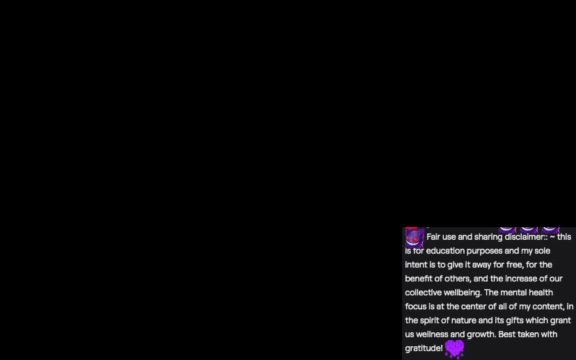 Fair use and sharing disclaimer:: ~ this
is for education purposes and my sole
intent is to give it away for free, for the
benefit of others, and the increase of our
collective wellbeing. The mental health
focus is at the center of all of my content, in
the spirit of nature and its gifts which grant
us wellness and growth. Best taken with
gratitude!